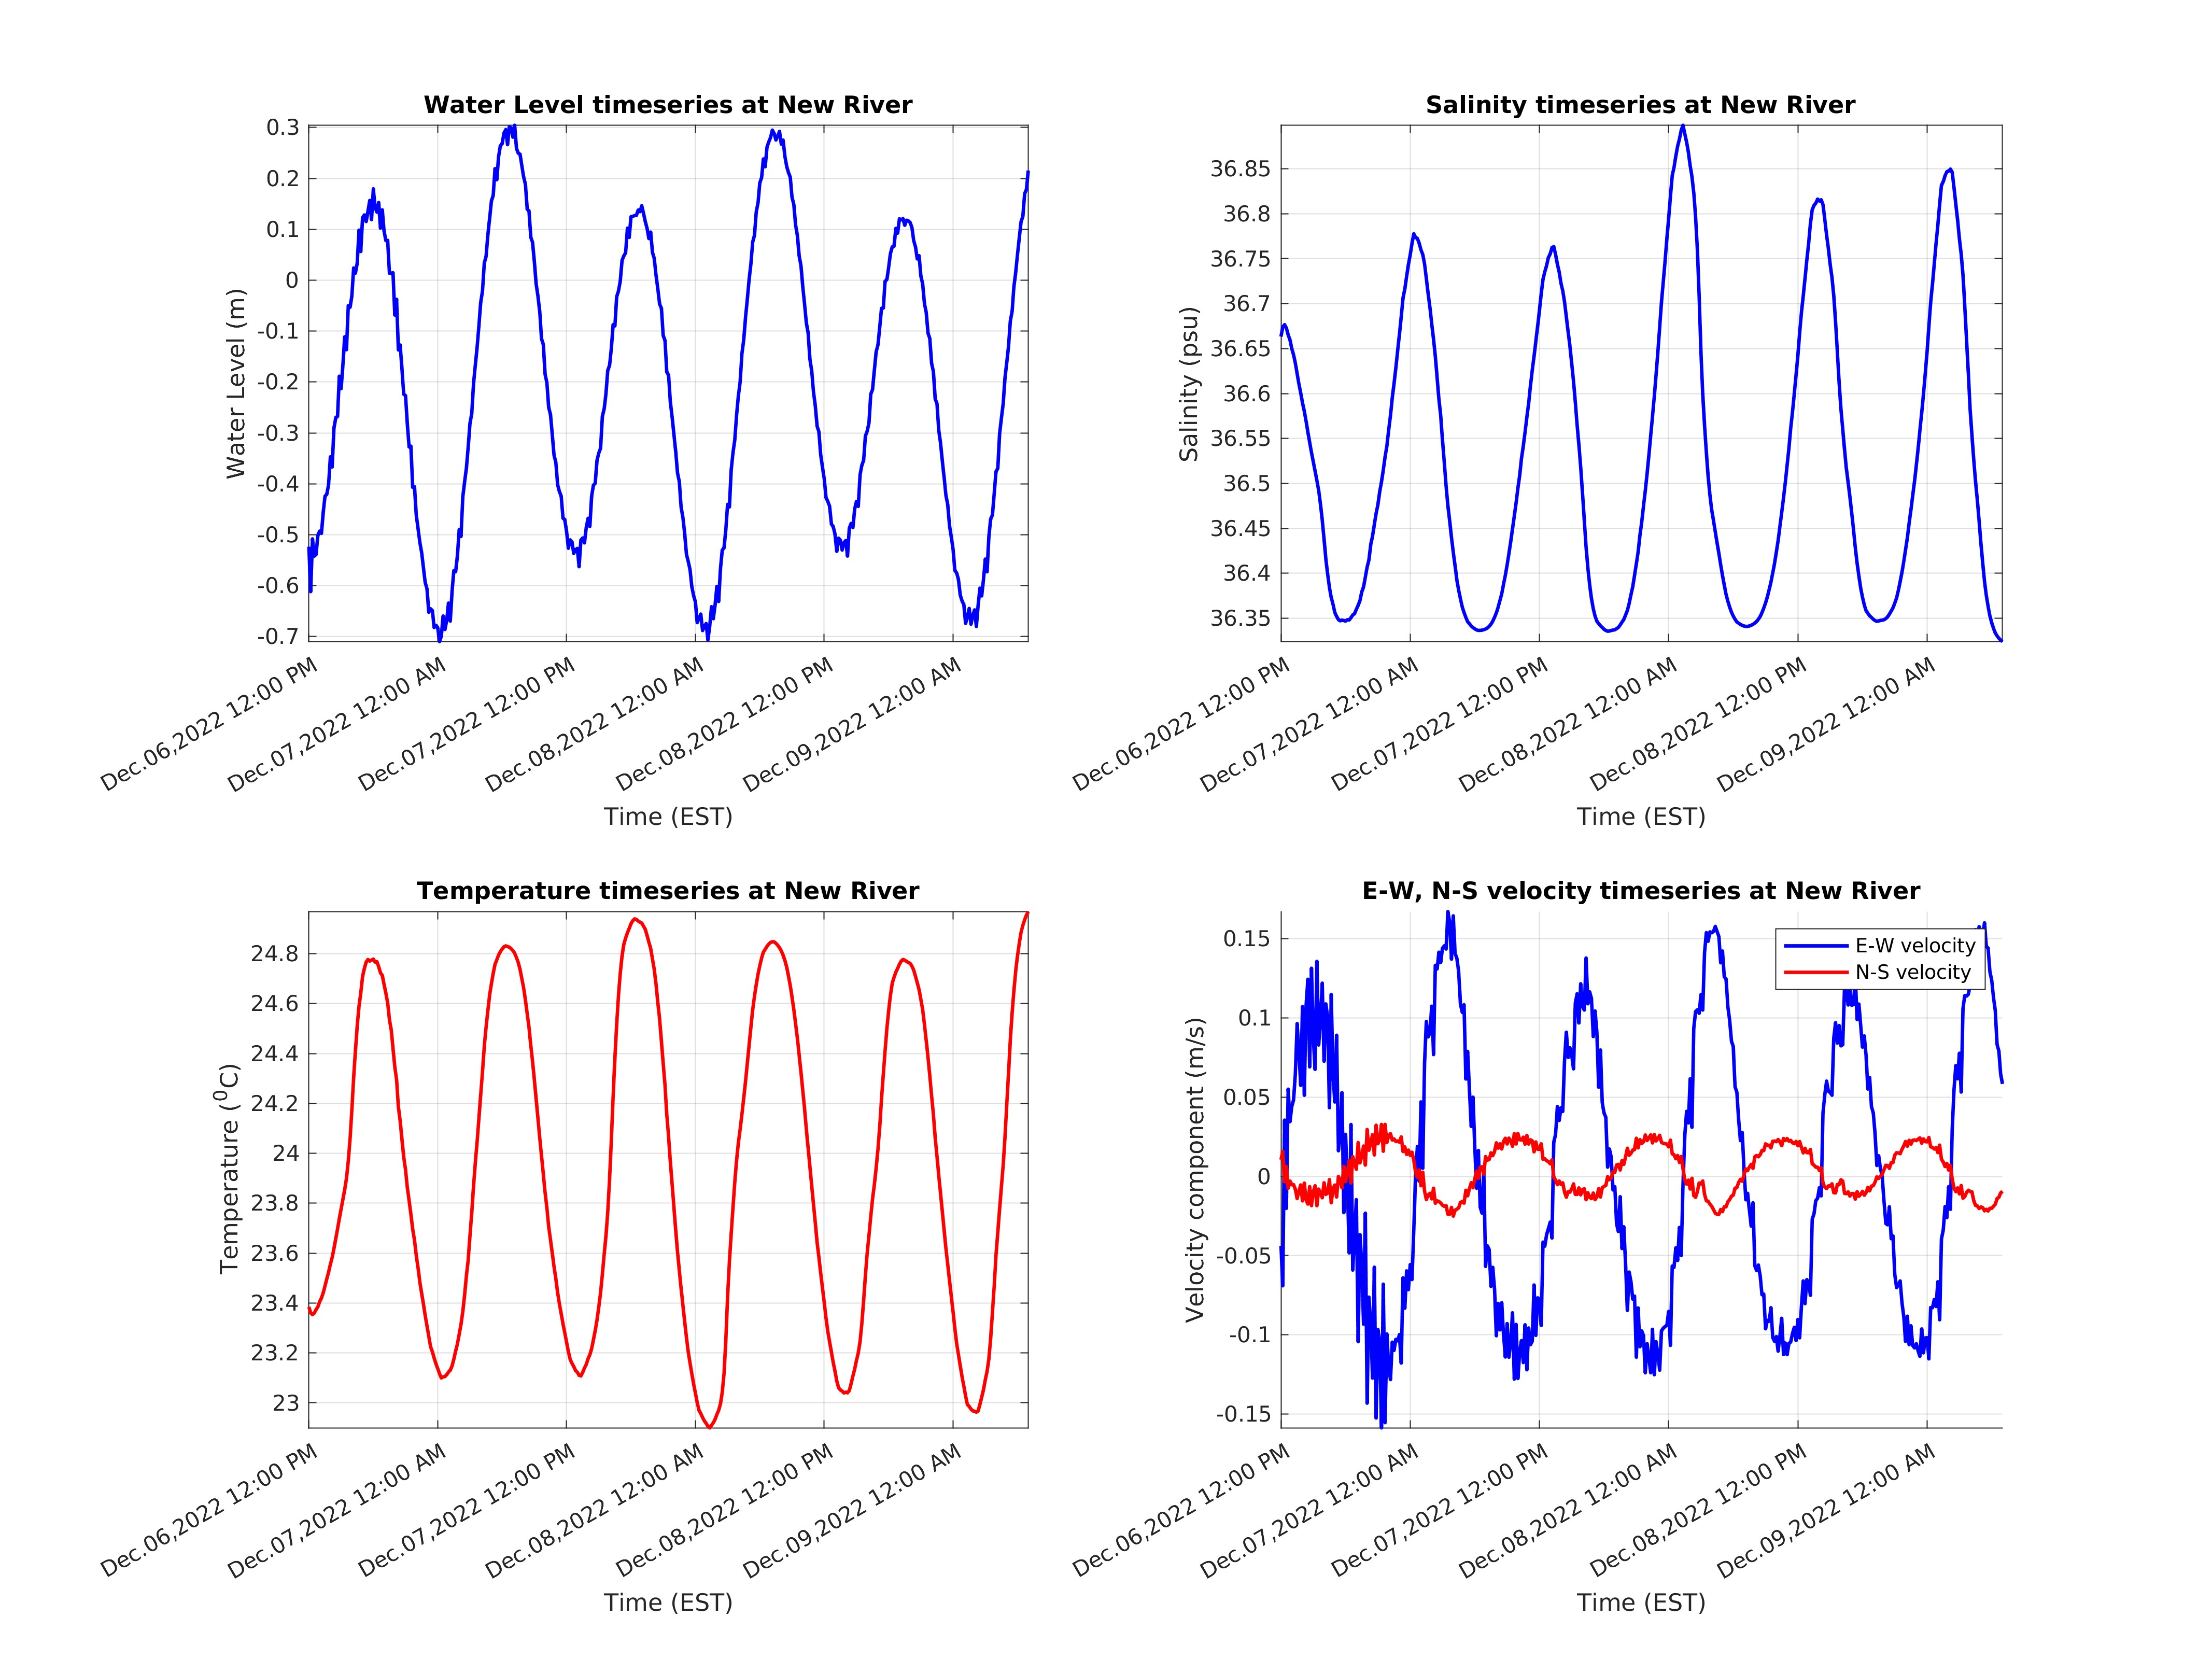 Water Level timeseries at New River
Water Level (m)
0.3
0.2
0.1
0
-0.1
-0.2
-0.3
-0.4
-0.5
-0.6
-0.7
Dec.06,2022 12:00 PM
Dec.07,2022 12:00 AM
Dec.07,2022 12:00 PM
Dec.08,2022 12:00 AM
Dec.08,2022 12:00 PM
Dec.09,2022 12:00 AM
Time (EST)
Salinity timeseries at New River
Salinity (psu)
36.85
36.8
36.75
36.7
36.65
36.6
36.55
36.5
36.45
36.4
36.35
Dec.06,2022 12:00 PM
Dec.07,2022 12:00 AM
Dec.07,2022 12:00 PM
Dec.08,2022 12:00 AM
Dec.08,2022 12:00 PM
Dec.09,2022 12:00 AM
Time (EST)
Temperature timeseries at New River
Temperature (⁰C)
24.8
24.6
24.4
24.2
24
23.8
23.6
23.4
23.2
23
Dec.06,2022 12:00 PM
Dec.07,2022 12:00 AM
Dec.07,2022 12:00 PM
Dec.08,2022 12:00 AM
Dec.08,2022 12:00 PM
Dec.09,2022 12:00 AM
Time (EST)
E-W, N-S velocity timeseries at New River
Velocity component (m/s)
0.15
0.1
0.05
0
-0.05
-0.1
-0.15
E-W velocity
N-S velocity
Dec.06,2022 12:00 PM
Dec.07,2022 12:00 AM
Dec.07,2022 12:00 PM
Dec.08,2022 12:00 AM
Dec.08,2022 12:00 PM
Dec.09,2022 12:00 AM
Time (EST)